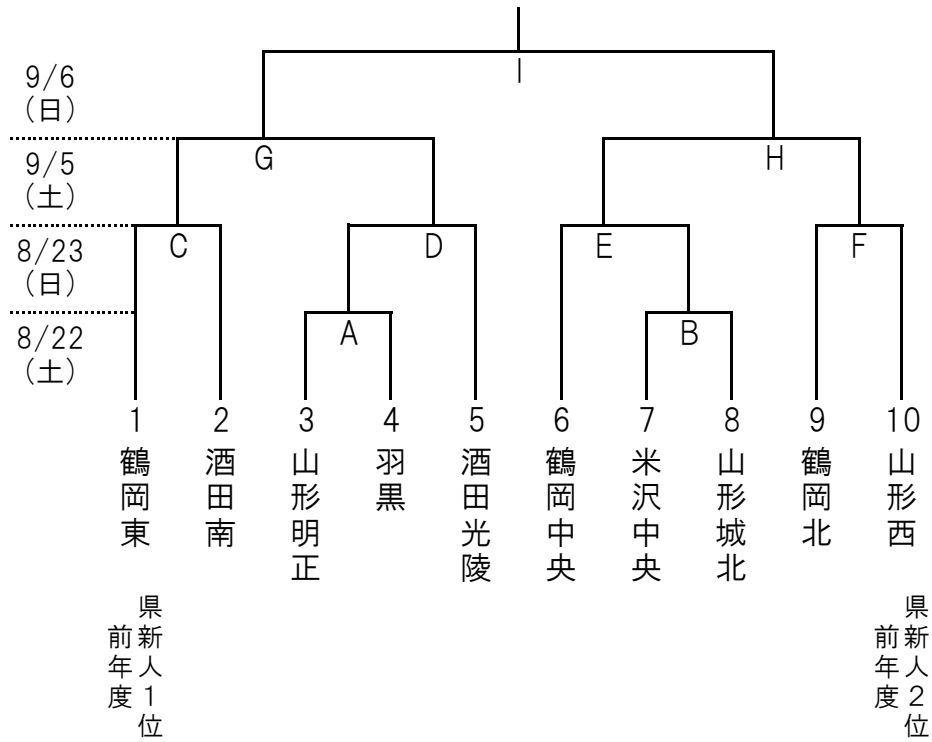 I
9/6
(日)
G
H
9/5
(土)
C
D
E
F
8/23
(日)
A
B
8/22
(土)
1
2
3
4
5
6
7
8
9
10
鶴岡東
酒田南
山形明正
羽黒
酒田光陵
鶴岡中央
米沢中央
山形城北
鶴岡北
山形西
前年度
県新人1位
前年度
県新人2位